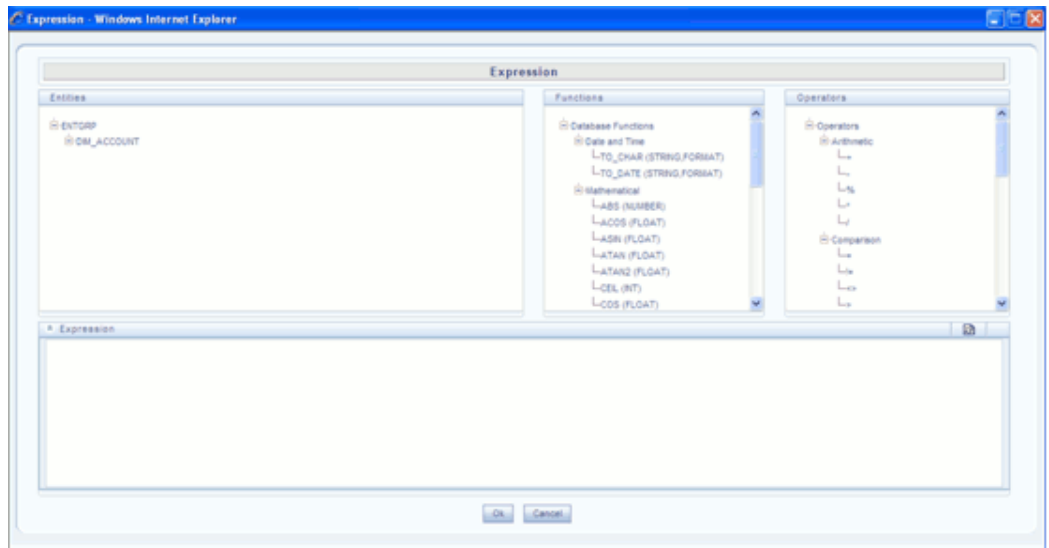 Expression - Windows Internet Explorer
Expression
Entities
ENTGRP
DIM_ACCOUNT
Functions
Database Functions
Date and Time
TO_CHAR (STRING,FORMAT)
TO_DATE (STRING,FORMAT)
Mathematical
ABS (NUMBER)
ACOS (FLOAT)
ASIN (FLOAT)
ATAN (FLOAT)
ATAN2 (FLOAT)
CEIL (INT)
COS (FLOAT)
Operators
Operators
Arithmetic
+
-
%
*
/
Comparison
=
!=
<>
Expression
Ok Cancel